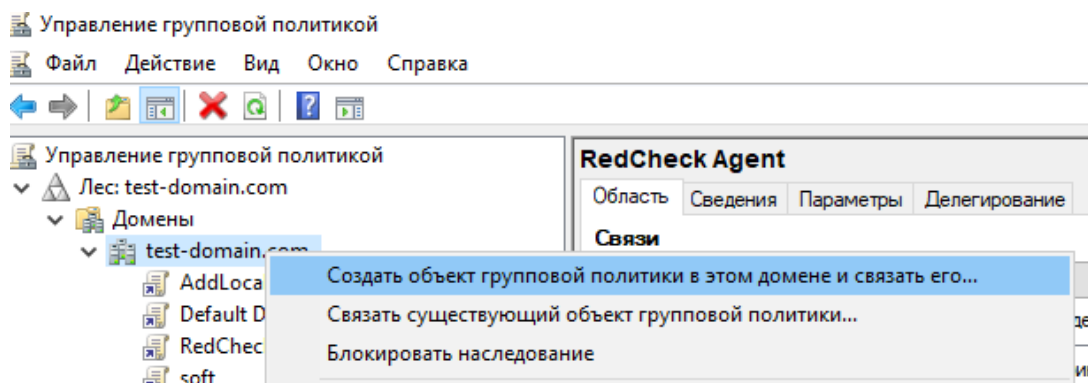 Управление групповой политикой
Файл Действие Вид Окно Справка
Управление групповой политикой
Лес: test-domain.com
Домены
test-domain.com
AddLoca
Default D
RedChec
soft
RedCheck Agent
Область Сведения Параметры Делегирование
Связи
Создать объект групповой политики в этом домене и связать его...
Связать существующий объект групповой политики...
Блокировать наследование